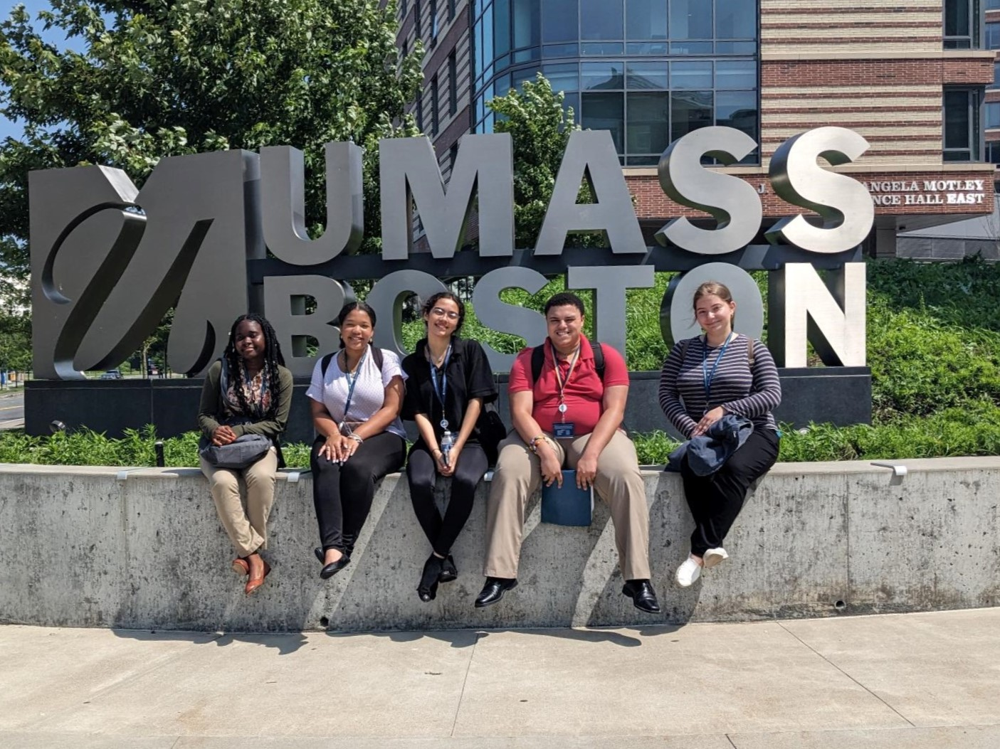 UMASS
BOSTON
J. ANGELA MOTLEY
NCE HALL EAST